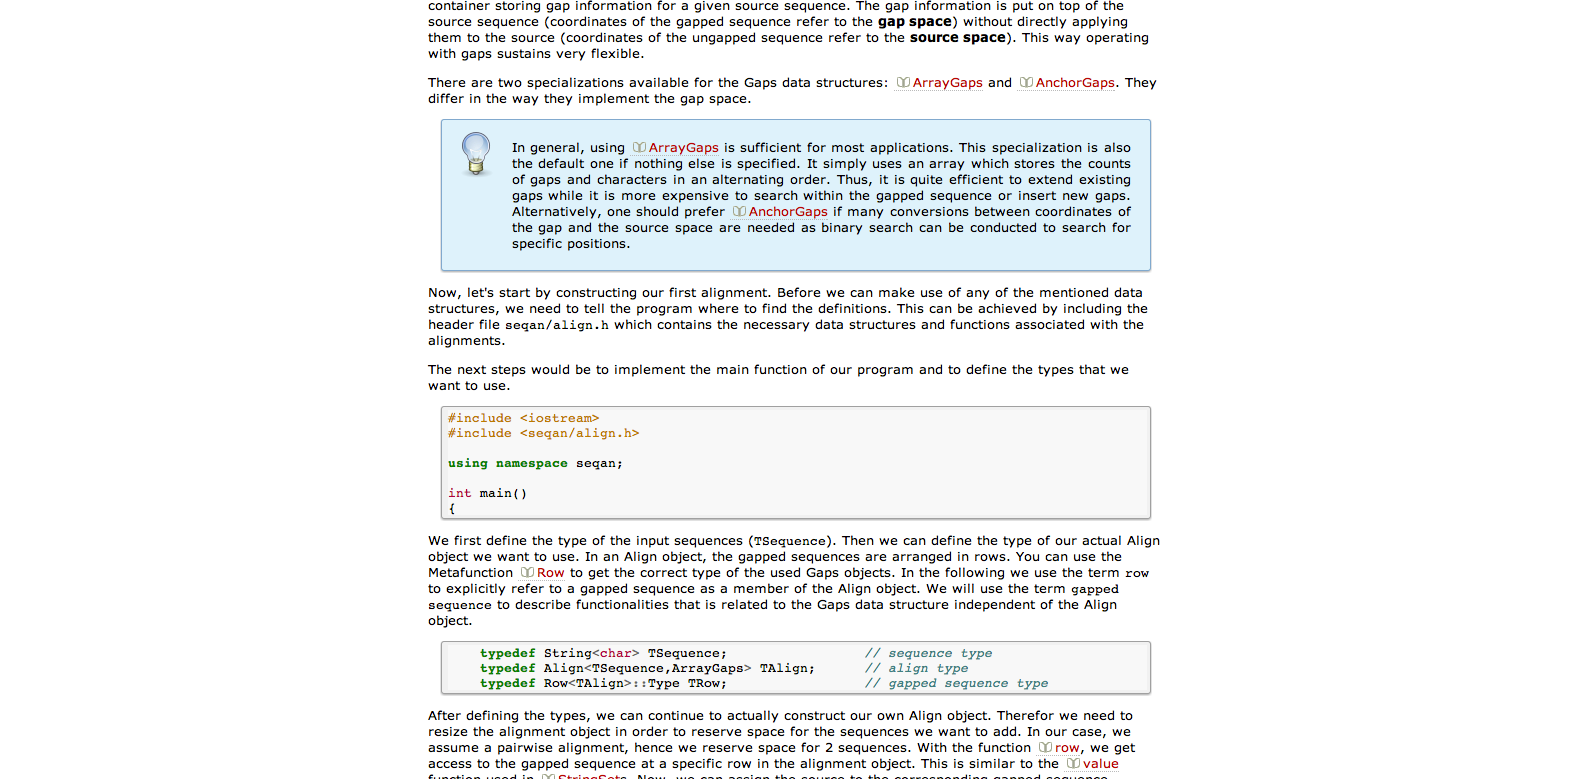 container storing gap information for a given source sequence. The gap information is put on top of the
source sequence (coordinates of the gapped sequence refer to the gap space) without directly applying
them to the source (coordinates of the ungapped sequence refer to the source space). This way operating
with gaps sustains very flexible.
There are two specializations available for the Gaps data structures: ArrayGaps and AnchorGaps. They
differ in the way they implement the gap space.
In general, using ArrayGaps is sufficient for most applications. This specialization is also
the default one if nothing else is specified. It simply uses an array which stores the counts
of gaps and characters in an alternating order. Thus, it is quite efficient to extend existing
gaps while it is more expensive to search within the gapped sequence or insert new gaps.
Alternatively, one should prefer AnchorGaps if many conversions between coordinates of
the gap and the source space are needed as binary search can be conducted to search for
specific positions.
Now, let's start by constructing our first alignment. Before we can make use of any of the mentioned data
structures, we need to tell the program where to find the definitions. This can be achieved by including the
header file seqan/align.h which contains the necessary data structures and functions associated with the
alignments.
The next steps would be to implement the main function of our program and to define the types that we
want to use.
#include <iostream>
#include <seqan/align.h>
using namespace seqan;
int main()
{
We first define the type of the input sequences (TSequence). Then we can define the type of our actual Align
object we want to use. In an Align object, the gapped sequences are arranged in rows. You can use the
Metafunction Row to get the correct type of the used Gaps objects. In the following we use the term row
to explicitly refer to a gapped sequence as a member of the Align object. We will use the term gapped
sequence to describe functionalities that is related to the Gaps data structure independent of the Align
object.
typedef String<char> TSequence; // sequence type
typedef Align<TSequence,ArrayGaps> TAlign; // align type
typedef Row<TAlign>::Type TRow; // gapped sequence type
After defining the types, we can continue to actually construct our own Align object. Therefor we need to
resize the alignment object in order to reserve space for the sequences we want to add. In our case, we
assume a pairwise alignment, hence we reserve space for 2 sequences. With the function row, we get
access to the gapped sequence at a specific row in the alignment object. This is similar to the value
function used in StringSets. Now, we can assign the source to the corresponding gapped sequence.